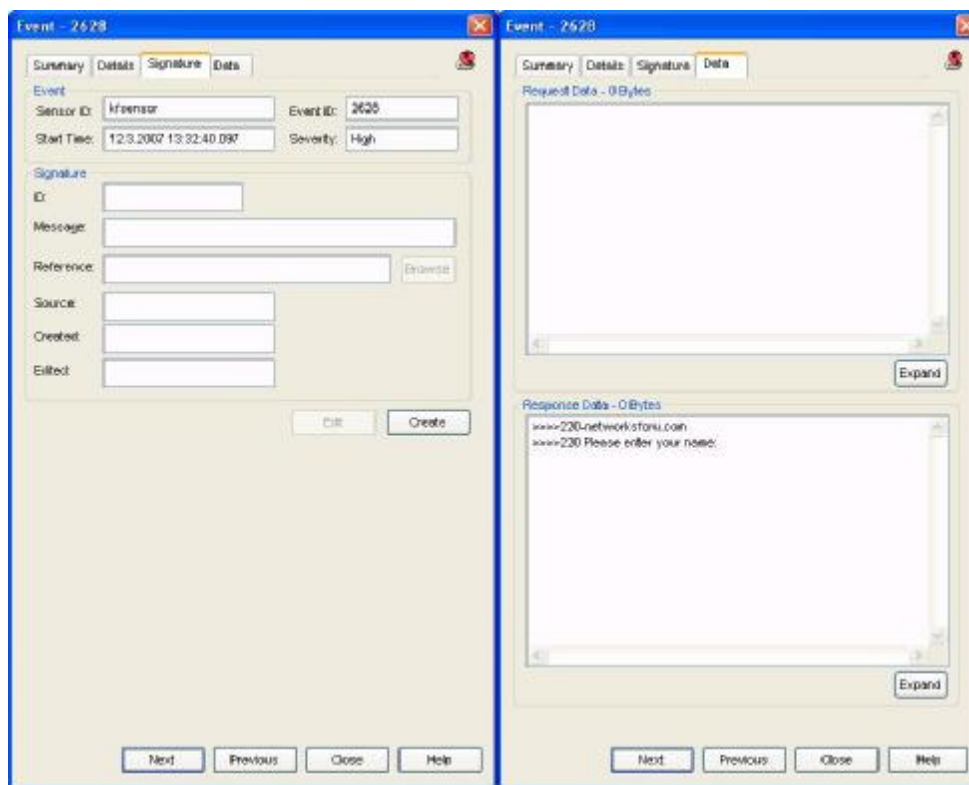 Event - 2628
Summary Details Signature Data
Event
Sensor ID: kfsensor Event ID: 2628
Start Time: 12.3.2007 13:32:40.097 Severity: High
Signature
ID:
Message:
Reference: Browse
Source:
Created:
Edited:
Edit Create
Next Previous Close Help
Event - 2628
Summary Details Signature Data
Request Data - 0 Bytes
Expand
Response Data - 0 Bytes
>>>>220-networksforu.com
>>>>220 Please enter your name:
Expand
Next Previous Close Help